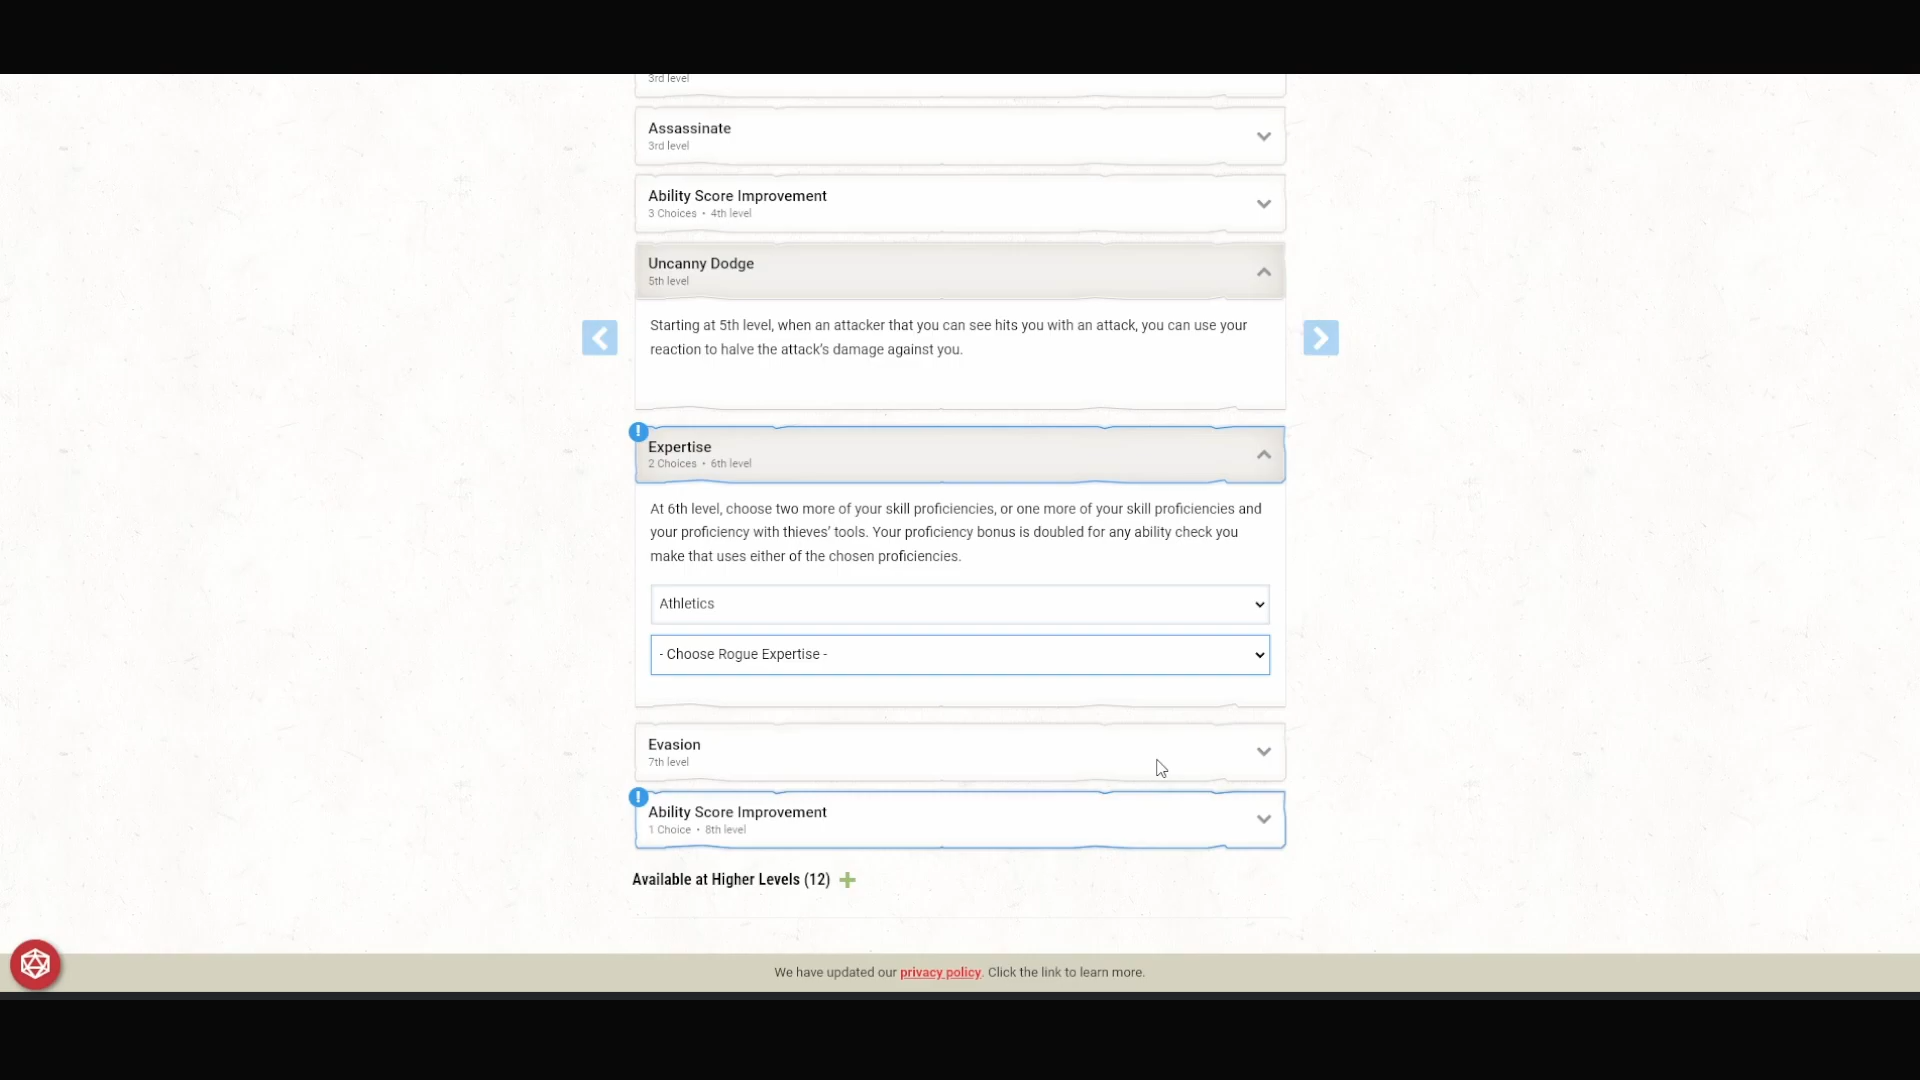 3rd level
Assassinate
3rd level
Ability Score Improvement
3 Choices • 4th level
Uncanny Dodge
5th level
Starting at 5th level, when an attacker that you can see hits you with an attack, you can use your
reaction to halve the attack’s damage against you.
!
Expertise
2 Choices • 6th level
At 6th level, choose two more of your skill proficiencies, or one more of your skill proficiencies and
your proficiency with thieves’ tools. Your proficiency bonus is doubled for any ability check you
make that uses either of the chosen proficiencies.
Athletics
- Choose Rogue Expertise -
Evasion
7th level
!
Ability Score Improvement
1 Choice • 8th level
Available at Higher Levels (12)
We have updated our privacy policy. Click the link to learn more.